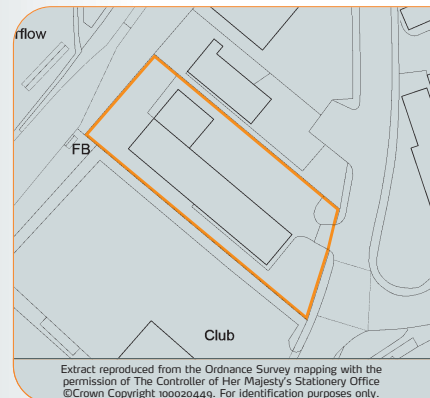 rflow
FB
Club
Extract reproduced from the Ordnance Survey mapping with the
permission of The Controller of Her Majesty's Stationery Office
©Crown Copyright 100020449. For identification purposes only.